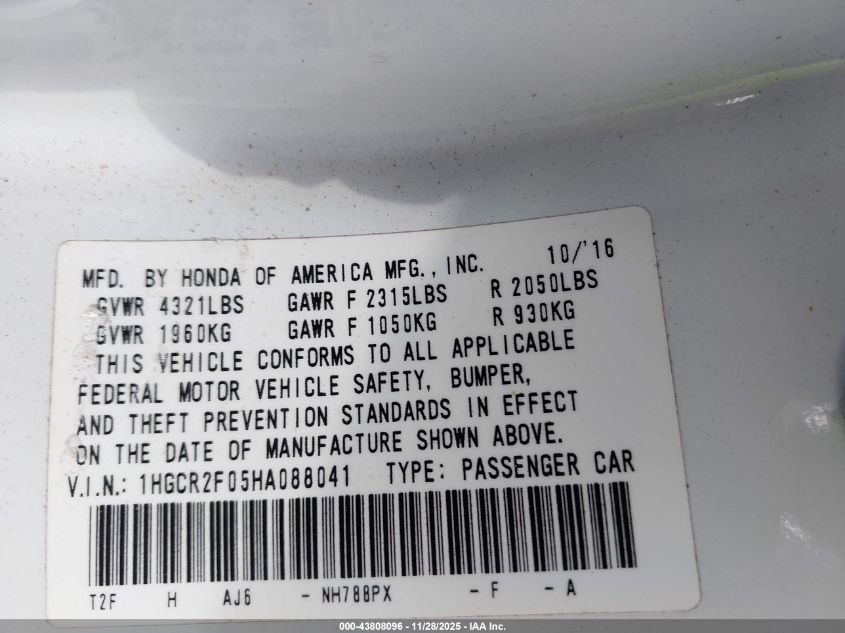 MFD. BY HONDA OF AMERICA MFG., INC. 10/'16
GVWR 4321LBS GAWR F 2315LBS R 2050LBS
GVWR 1960KG GAWR F 1050KG R 930KG
THIS VEHICLE CONFORMS TO ALL APPLICABLE
FEDERAL MOTOR VEHICLE SAFETY, BUMPER,
AND THEFT PREVENTION STANDARDS IN EFFECT
ON THE DATE OF MANUFACTURE SHOWN ABOVE.
V.I.N.: 1HGCR2F05HA088041 TYPE: PASSENGER CAR
T2F H AJ6 - NH788PX - F - A
000-43808096 - 11/28/2025 - IAA Inc.